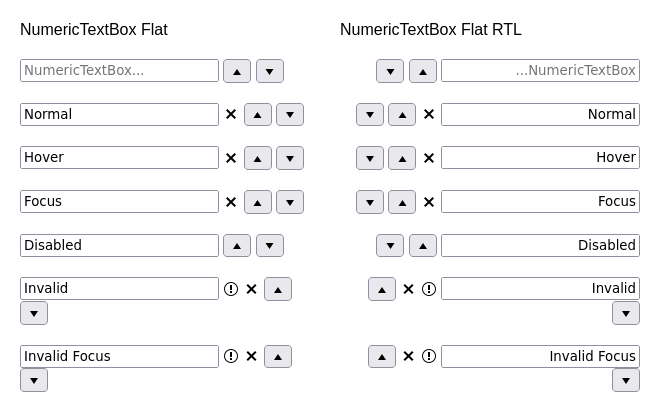 NumericTextBox Flat
NumericTextBox...
Normal
Hover
Focus
Disabled
Invalid
Invalid Focus
NumericTextBox Flat RTL
...NumericTextBox
Normal
Hover
Focus
Disabled
Invalid
Invalid Focus